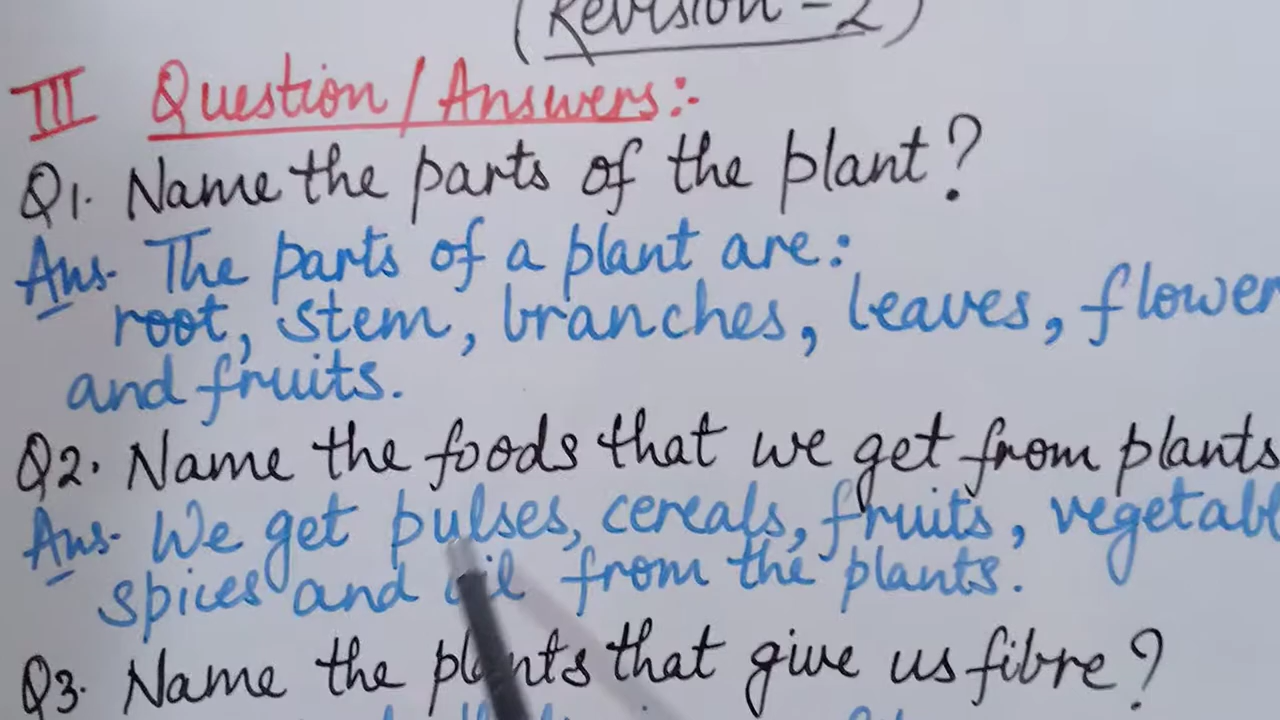 (Revision - 2)
III Question/Answers:-
Q1. Name the parts of the plant?
Ans. The parts of a plant are:
root, stem, branches, leaves, flower
and fruits.
Q2. Name the foods that we get from plants
Ans. We get pulses, cereals, fruits, vegetabl
spices and oil from the plants.
Q3. Name the plants that give us fibre?